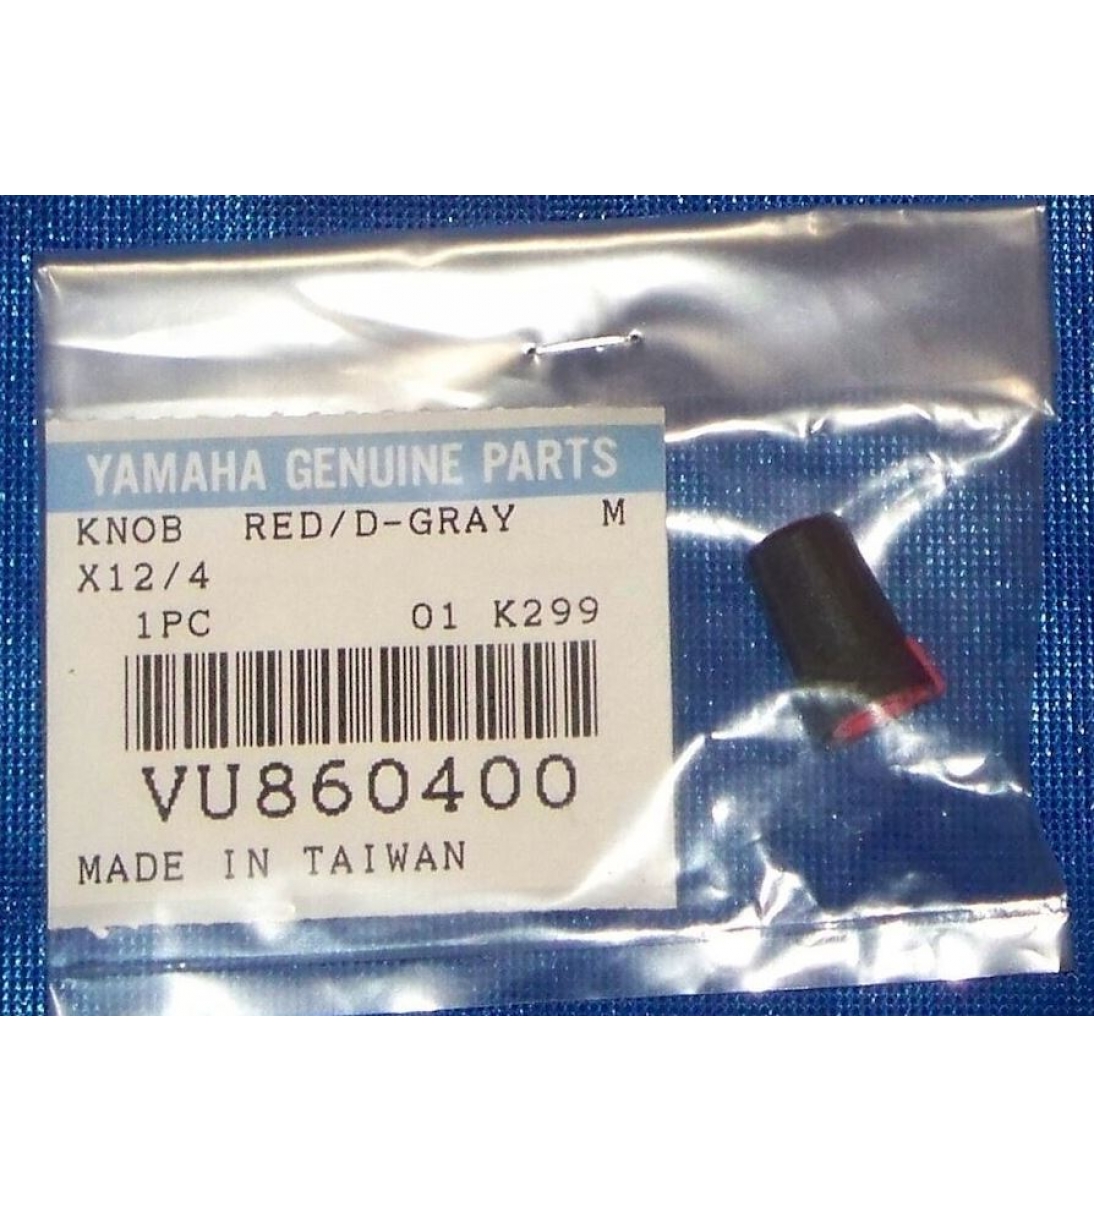 YAMAHA GENUINE PARTS
KNOB RED/D-GRAY M
X12/4
1PC 01 K299
VU860400
MADE IN TAIWAN